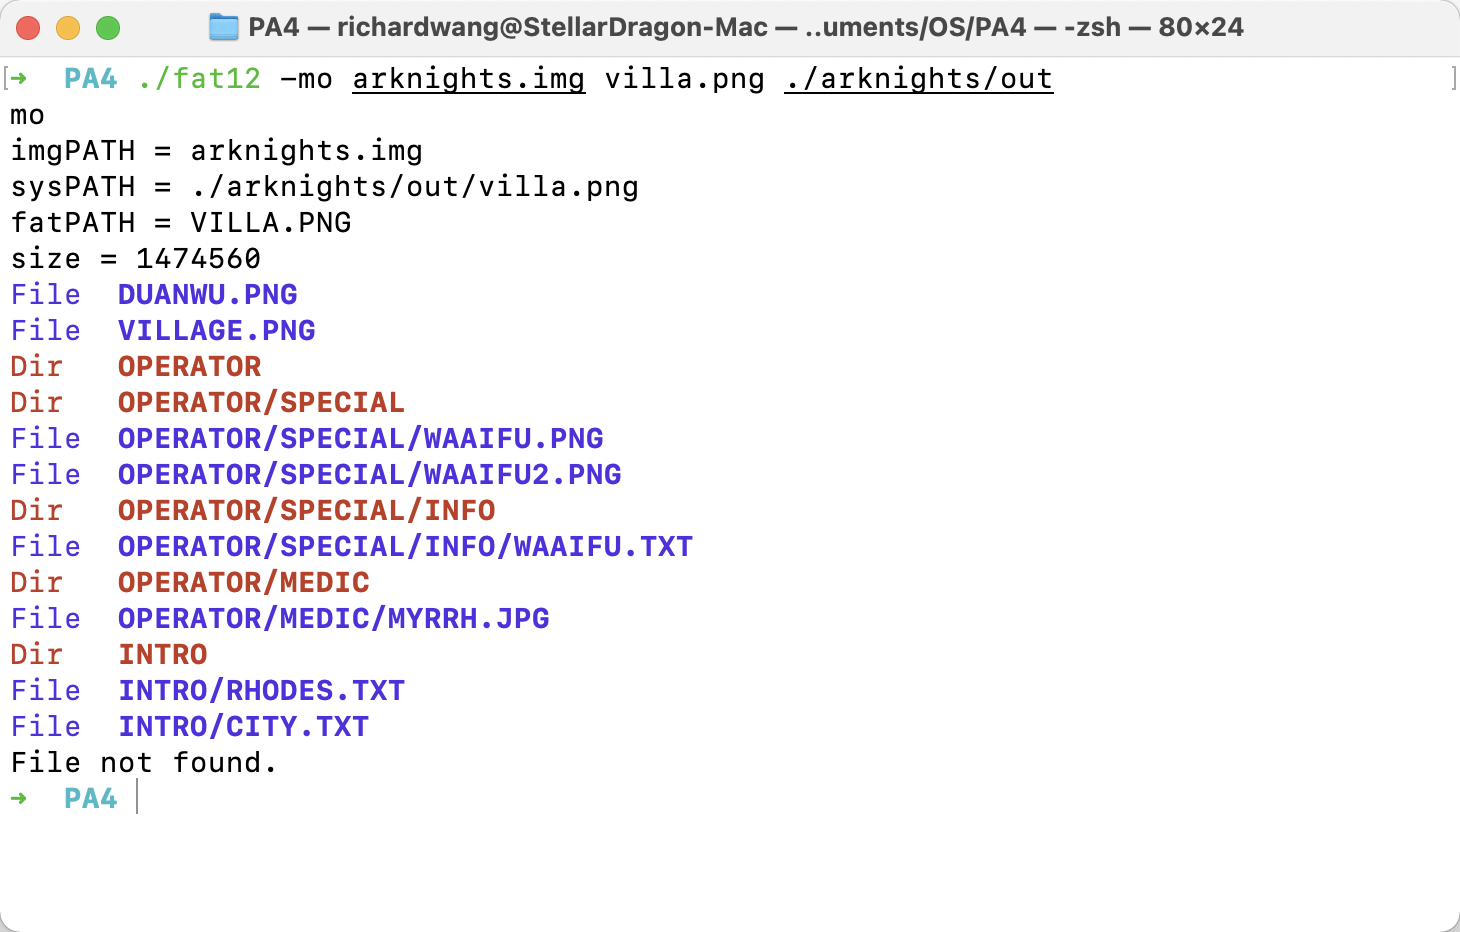 PA4 — richardwang@StellarDragon-Mac — ..uments/OS/PA4 — -zsh — 80×24
[➜  PA4 ./fat12 -mo arknights.img villa.png ./arknights/out ]
mo
imgPATH = arknights.img
sysPATH = ./arknights/out/villa.png
fatPATH = VILLA.PNG
size = 1474560
File  DUANWU.PNG
File  VILLAGE.PNG
Dir   OPERATOR
Dir   OPERATOR/SPECIAL
File  OPERATOR/SPECIAL/WAAIFU.PNG
File  OPERATOR/SPECIAL/WAAIFU2.PNG
Dir   OPERATOR/SPECIAL/INFO
File  OPERATOR/SPECIAL/INFO/WAAIFU.TXT
Dir   OPERATOR/MEDIC
File  OPERATOR/MEDIC/MYRRH.JPG
Dir   INTRO
File  INTRO/RHODES.TXT
File  INTRO/CITY.TXT
File not found.
➜  PA4